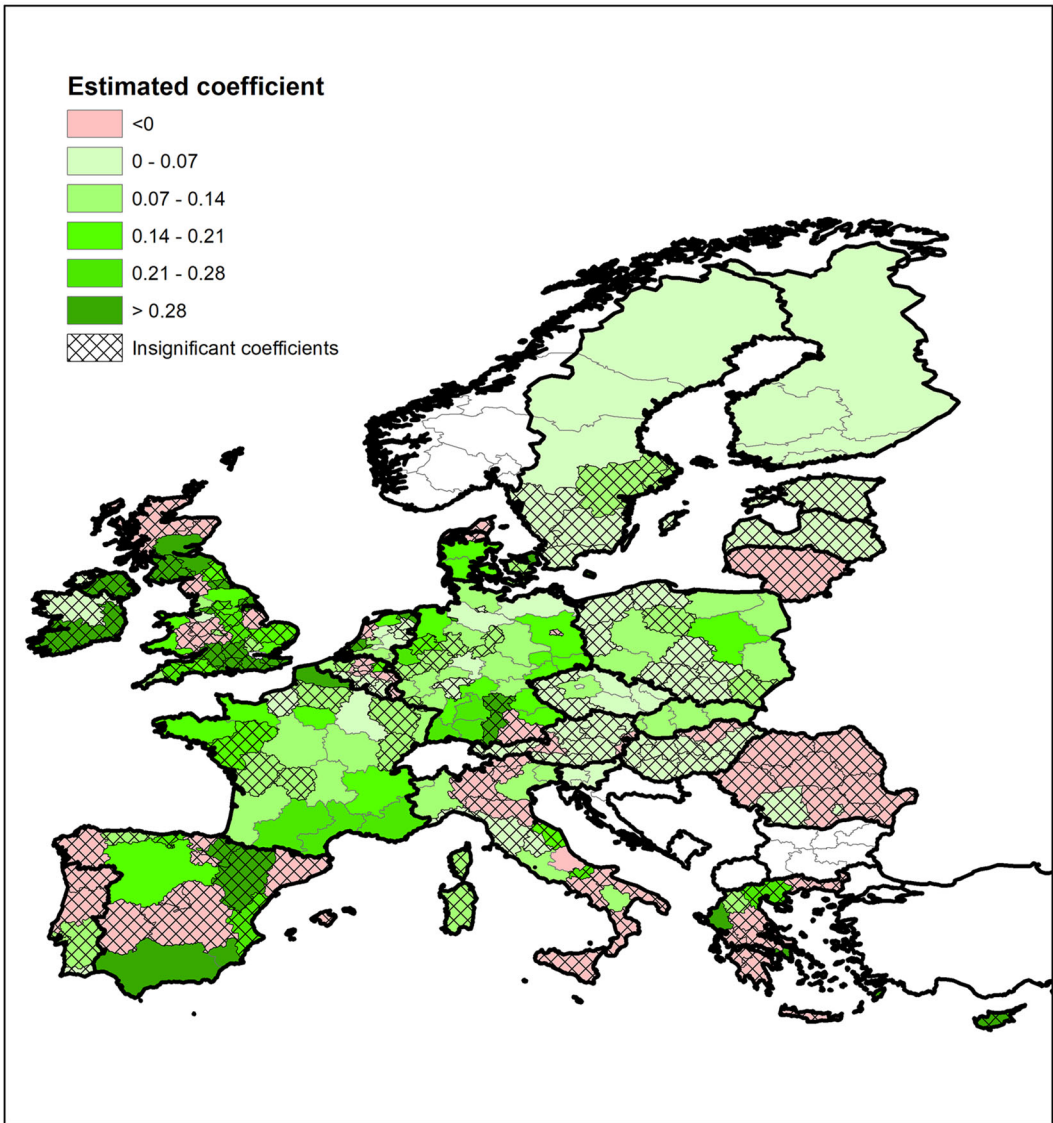 Estimated coefficient
<0
0 - 0.07
0.07 - 0.14
0.14 - 0.21
0.21 - 0.28
> 0.28
Insignificant coefficients